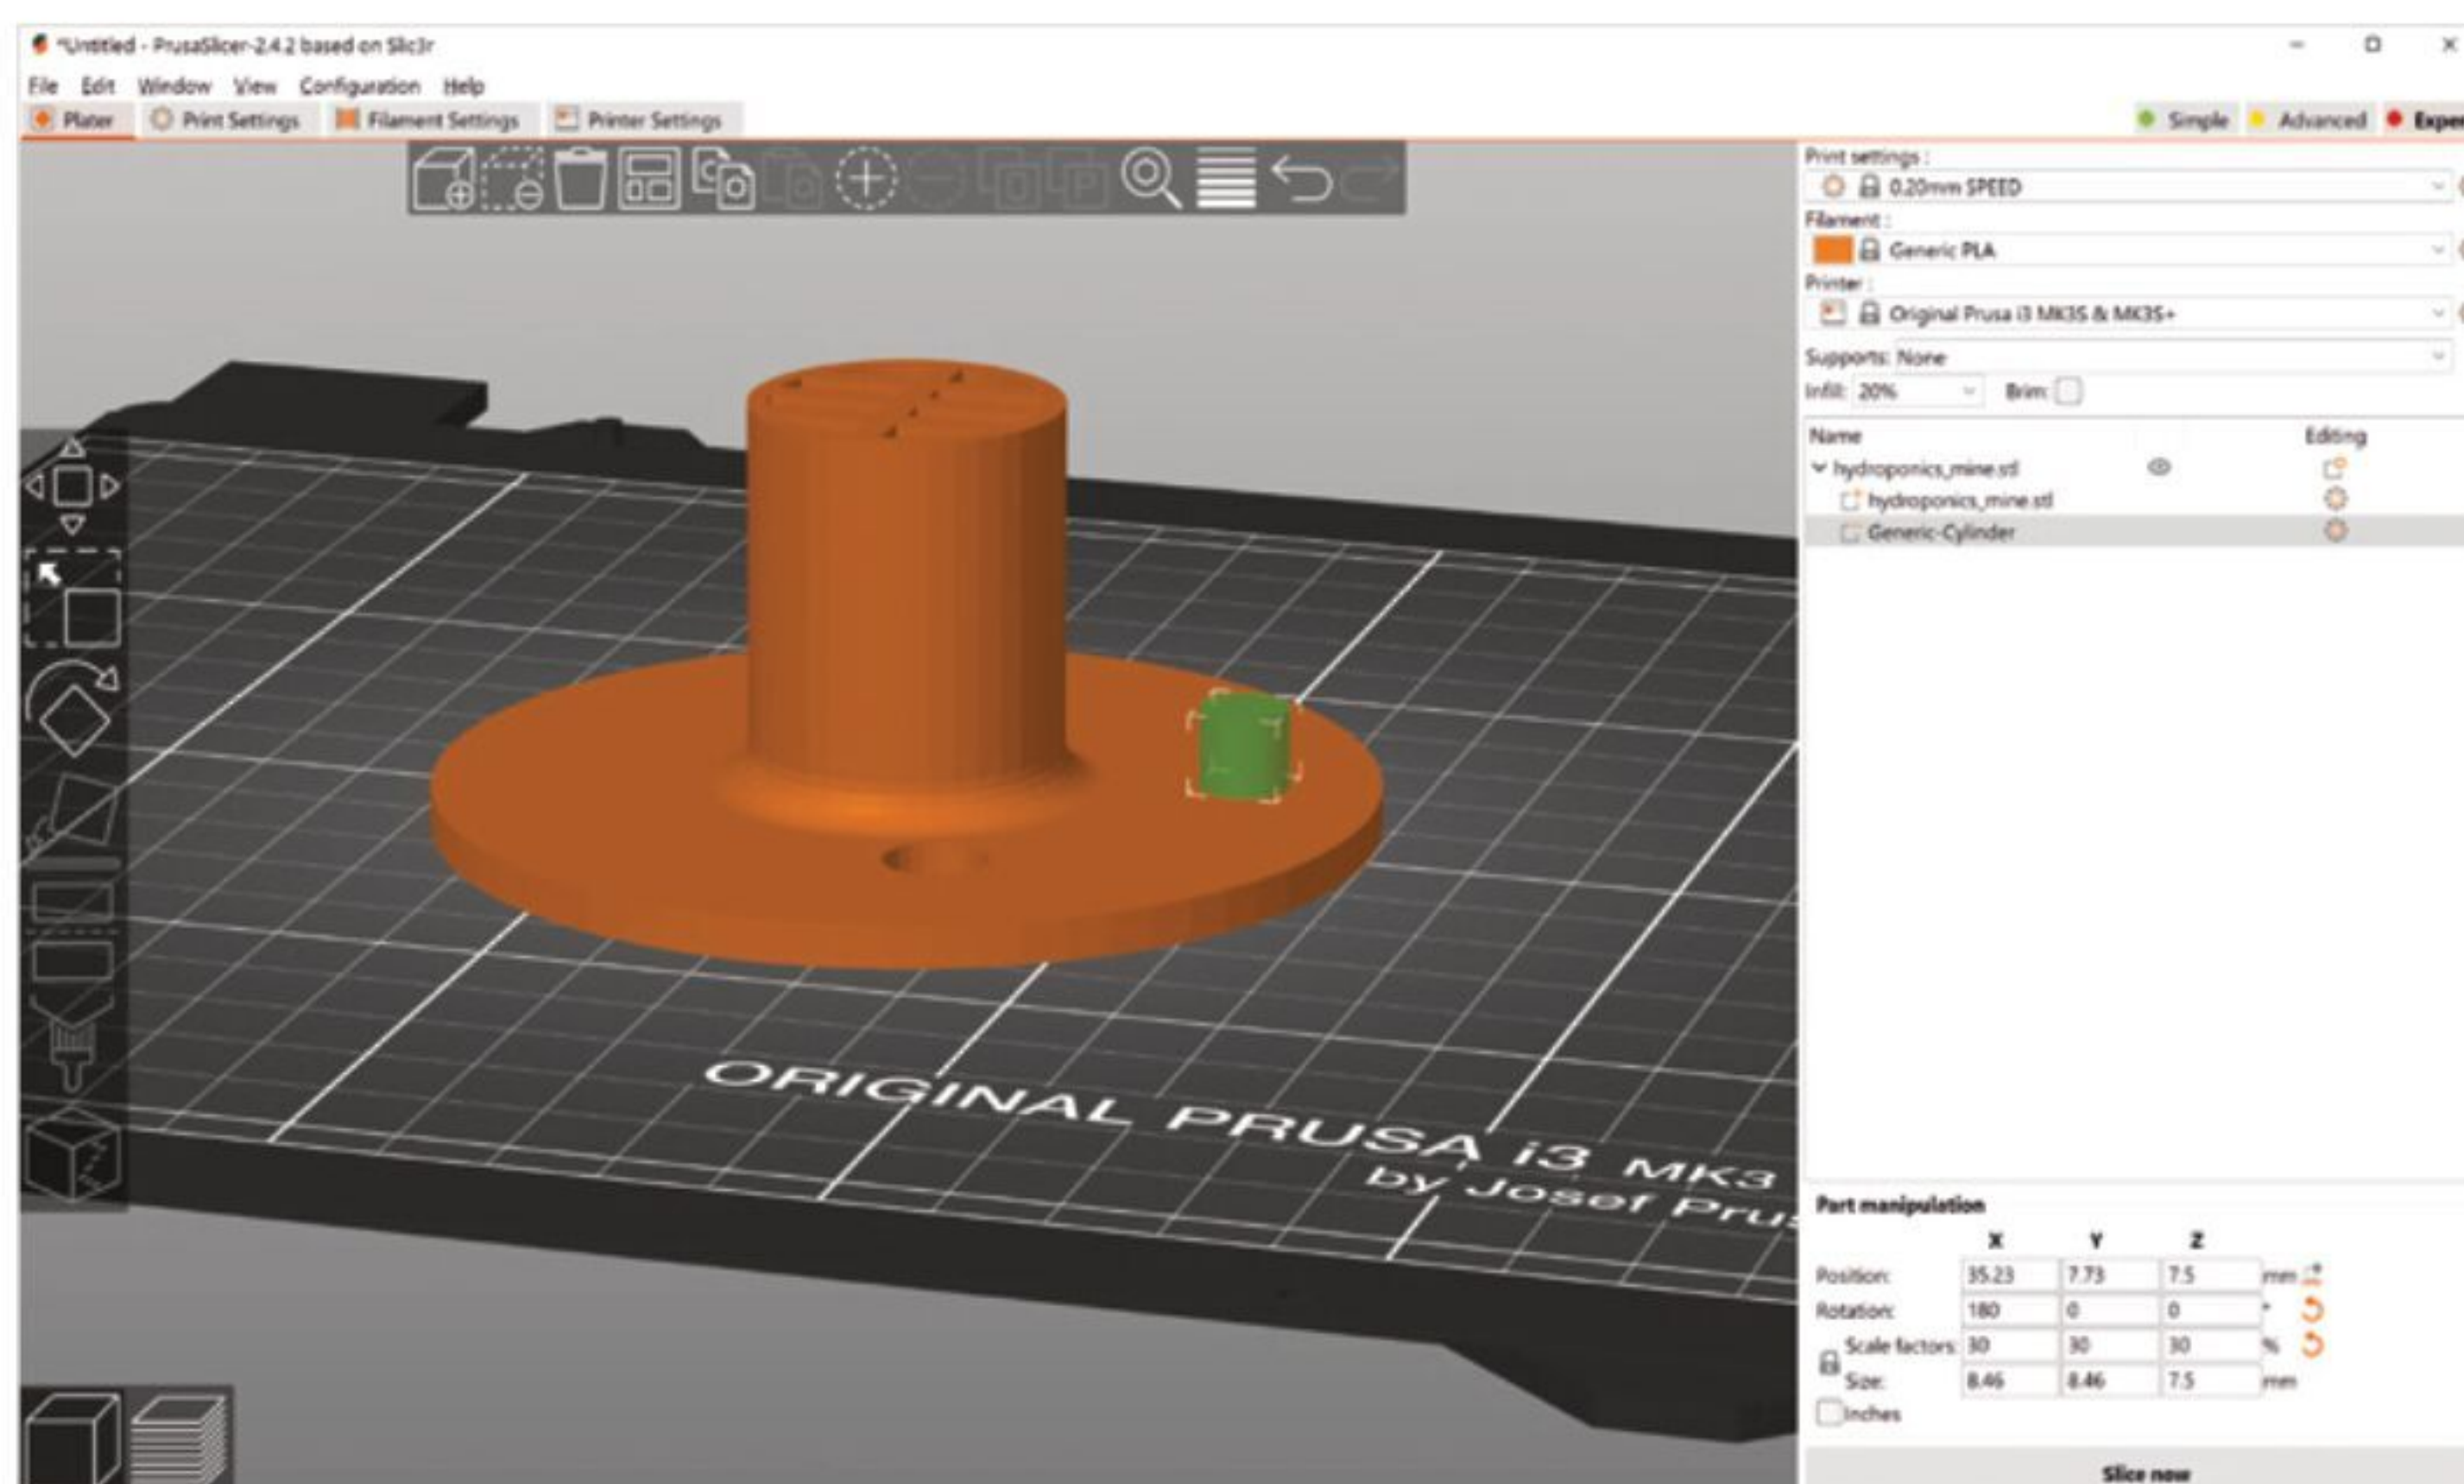 *Untitled - PrusaSlicer-2.4.2 based on Slic3r
File Edit Window View Configuration Help
Plater Print Settings Filament Settings Printer Settings
Simple Advanced
Print settings :
0.20mm SPEED
Filament :
Generic PLA
Printer :
Original Prusa i3 MK3S & MK3S+
Supports: None
Infill: 20% Brim:
Name Editing
hydroponics_mine.stl
hydroponics_mine.stl
Generic-Cylinder
ORIGINAL PRUSA i3 MK3
by Josef Prus
Part manipulation
X Y Z
Position: 35.23 7.73 7.5 mm
Rotation: 180 0 0 °
Scale factors: 30 30 30 %
Size: 8.46 8.46 7.5 mm
Inches
Slice now